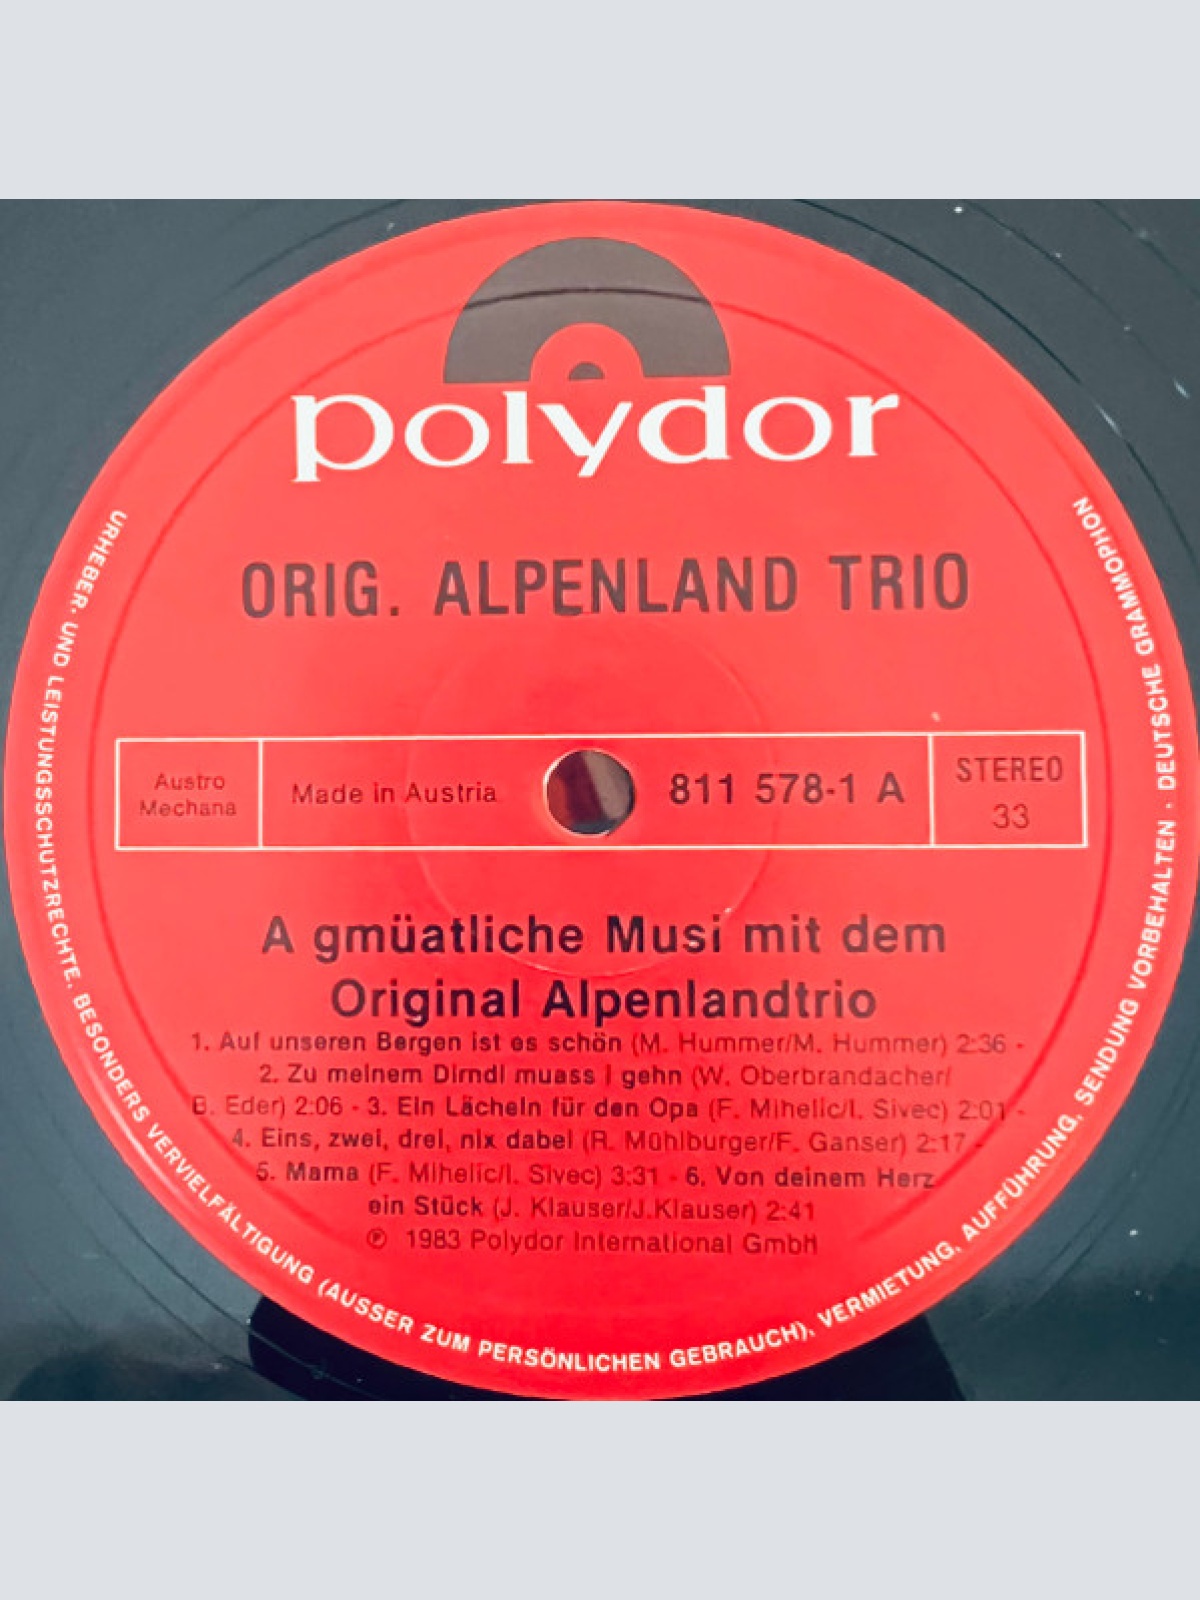 polydor
ORIG. ALPENLAND TRIO
Austro
Mechana
Made in Austria
811 578-1 A
STEREO
33
A gmüatliche Musi mit dem
Original Alpenlandtrio
1. Auf unseren Bergen ist es schön (M. Hummer/M. Hummer) 2:36 -
2. Zu meinem Dirndl muass i gehn (W. Oberbrandacher/
B. Eder) 2:06 - 3. Ein Lächeln für den Opa (F. Mihelic/I. Sivec) 2:01 -
4. Eins, zwei, drei, nix dabei (R. Mühlburger/F. Ganser) 2:17 -
5. Mama (F. Mihelic/I. Sivec) 3:31 - 6. Von deinem Herz
ein Stück (J. Klauser/J.Klauser) 2:41
℗ 1983 Polydor International GmbH
URHEBER- UND LEISTUNGSSCHUTZRECHTE, BESONDERS VERVIELFÄLTIGUNG (AUSSER ZUM PERSÖNLICHEN GEBRAUCH), VERMIETUNG, AUFFÜHRUNG, SENDUNG VORBEHALTEN · DEUTSCHE GRAMMOPHON